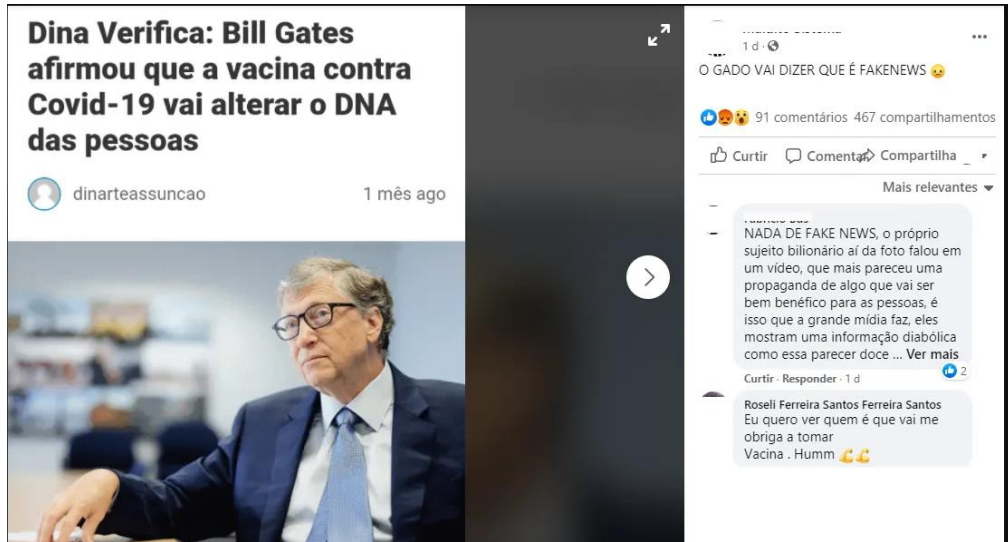 Dina Verifica: Bill Gates
afirmou que a vacina contra
Covid-19 vai alterar o DNA
das pessoas
dinarteassuncao 1 mês ago
1 d
O GADO VAI DIZER QUE É FAKENEWS
91 comentários 467 compartilhamentos
Curtir Comentar Compartilha
Mais relevantes
NADA DE FAKE NEWS, o próprio
sujeito bilionário aí da foto falou em
um vídeo, que mais pareceu uma
propaganda de algo que vai ser
bem benéfico para as pessoas, é
isso que a grande mídia faz, eles
mostram uma informação diabólica
como essa parecer doce ... Ver mais
Curtir · Responder · 1 d 2
Roseli Ferreira Santos Ferreira Santos
Eu quero ver quem é que vai me
obriga a tomar
Vacina . Humm